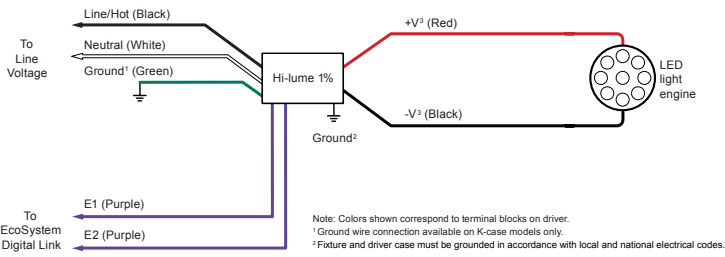 Line/Hot (Black)
To
Line
Voltage
Neutral (White)
Ground¹ (Green)
Hi-lume 1%
Ground²
+V³ (Red)
-V³ (Black)
LED
light
engine
To
EcoSystem
Digital Link
E1 (Purple)
E2 (Purple)
Note: Colors shown correspond to terminal blocks on driver.
¹ Ground wire connection available on K-case models only.
² Fixture and driver case must be grounded in accordance with local and national electrical codes.